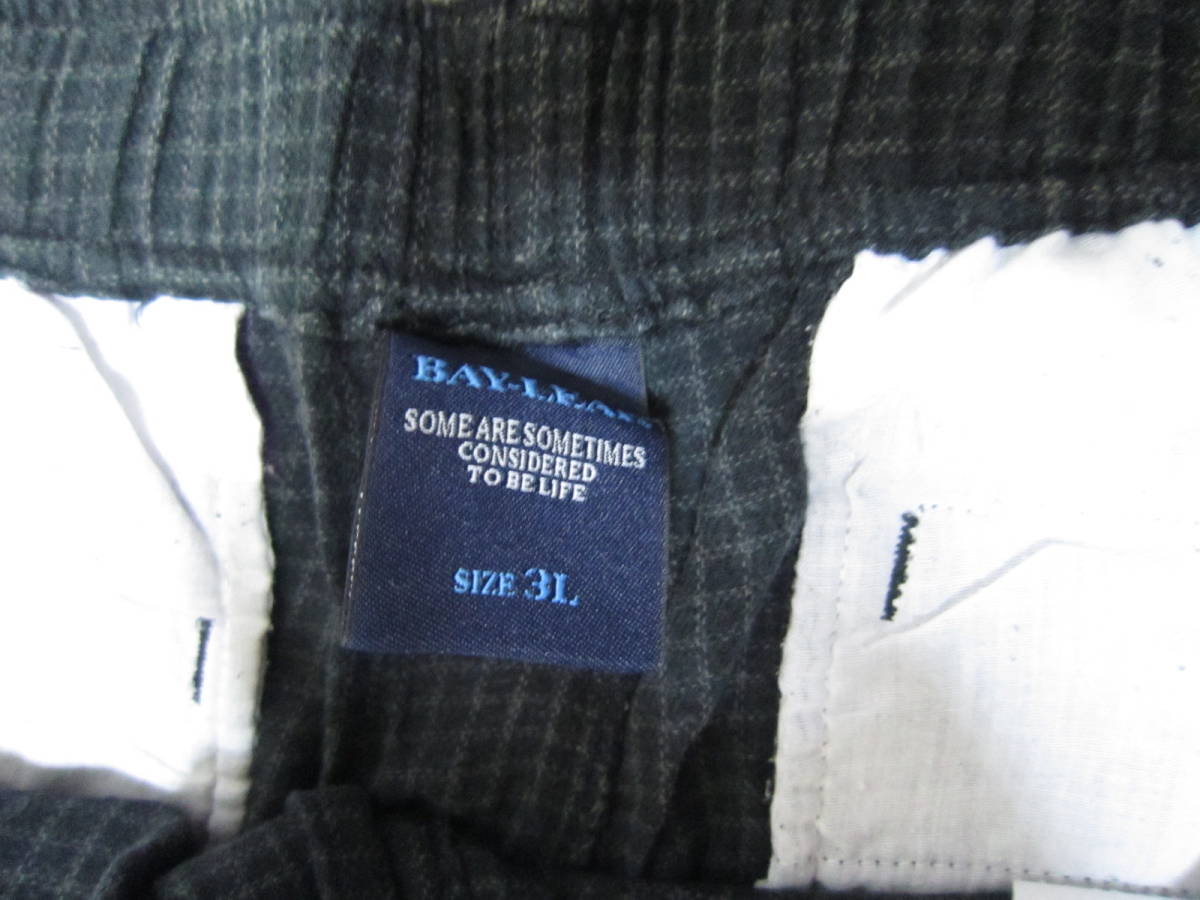 SOME ARE SOMETIMES
CONSIDERED
TO BE LIFE
SIZE 3L